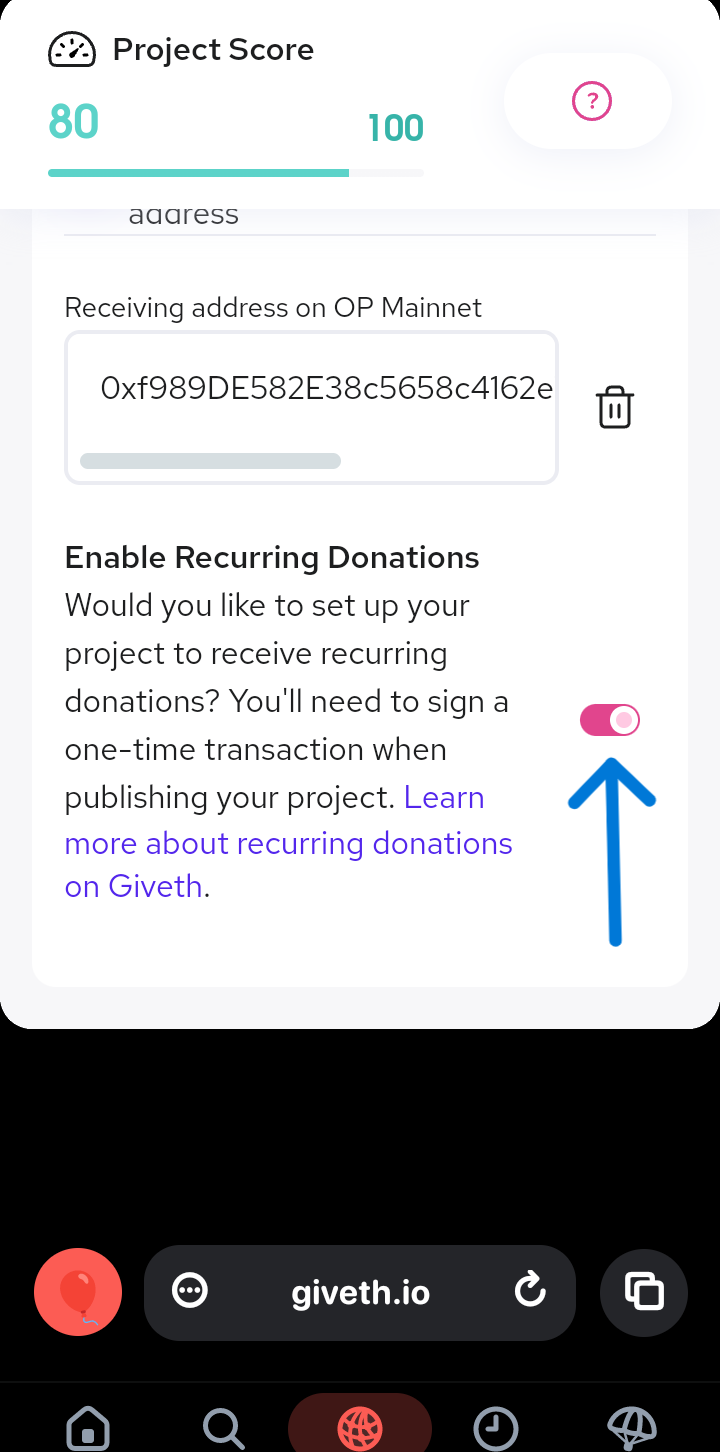 Project Score
80
100
?
address
Receiving address on OP Mainnet
0xf989DE582E38c5658c4162e
Enable Recurring Donations
Would you like to set up your
project to receive recurring
donations? You'll need to sign a
one-time transaction when
publishing your project. Learn
more about recurring donations
on Giveth.
giveth.io